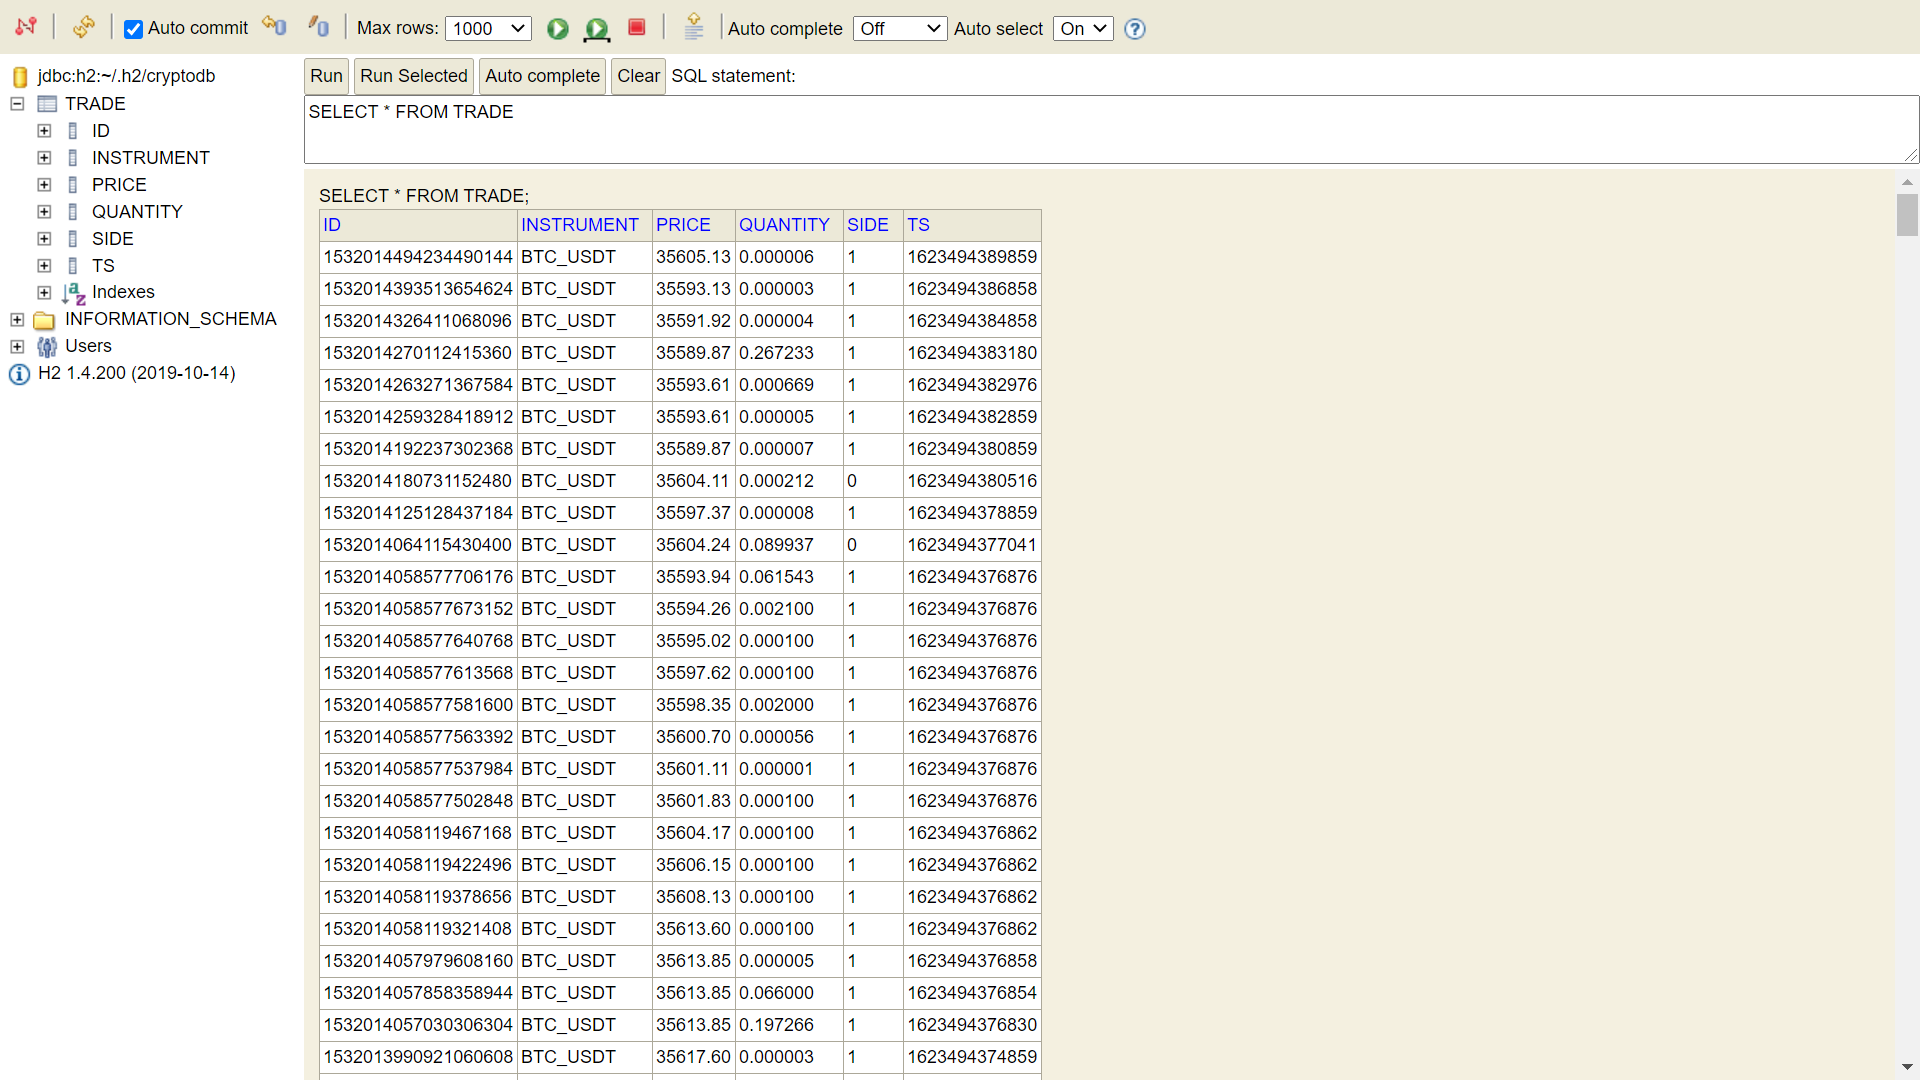 Auto commit Max rows: 1000 Auto complete Off Auto select On ?
jdbc:h2:~/.h2/cryptodb
TRADE
ID
INSTRUMENT
PRICE
QUANTITY
SIDE
TS
Indexes
INFORMATION_SCHEMA
Users
H2 1.4.200 (2019-10-14)
Run Run Selected Auto complete Clear SQL statement:
SELECT * FROM TRADE
SELECT * FROM TRADE;
ID INSTRUMENT PRICE QUANTITY SIDE TS
1532014494234490144 BTC_USDT 35605.13 0.000006 1 1623494389859
1532014393513654624 BTC_USDT 35593.13 0.000003 1 1623494386858
1532014326411068096 BTC_USDT 35591.92 0.000004 1 1623494384858
1532014270112415360 BTC_USDT 35589.87 0.267233 1 1623494383180
1532014263271367584 BTC_USDT 35593.61 0.000669 1 1623494382976
1532014259328418912 BTC_USDT 35593.61 0.000005 1 1623494382859
1532014192237302368 BTC_USDT 35589.87 0.000007 1 1623494380859
1532014180731152480 BTC_USDT 35604.11 0.000212 0 1623494380516
1532014125128437184 BTC_USDT 35597.37 0.000008 1 1623494378859
1532014064115430400 BTC_USDT 35604.24 0.089937 0 1623494377041
1532014058577706176 BTC_USDT 35593.94 0.061543 1 1623494376876
1532014058577673152 BTC_USDT 35594.26 0.002100 1 1623494376876
1532014058577640768 BTC_USDT 35595.02 0.000100 1 1623494376876
1532014058577613568 BTC_USDT 35597.62 0.000100 1 1623494376876
1532014058577581600 BTC_USDT 35598.35 0.002000 1 1623494376876
1532014058577563392 BTC_USDT 35600.70 0.000056 1 1623494376876
1532014058577537984 BTC_USDT 35601.11 0.000001 1 1623494376876
1532014058577502848 BTC_USDT 35601.83 0.000100 1 1623494376876
1532014058119467168 BTC_USDT 35604.17 0.000100 1 1623494376862
1532014058119422496 BTC_USDT 35606.15 0.000100 1 1623494376862
1532014058119378656 BTC_USDT 35608.13 0.000100 1 1623494376862
1532014058119321408 BTC_USDT 35613.60 0.000100 1 1623494376862
1532014057979608160 BTC_USDT 35613.85 0.000005 1 1623494376858
1532014057858358944 BTC_USDT 35613.85 0.066000 1 1623494376854
1532014057030306304 BTC_USDT 35613.85 0.197266 1 1623494376830
1532013990921060608 BTC_USDT 35617.60 0.000003 1 1623494374859